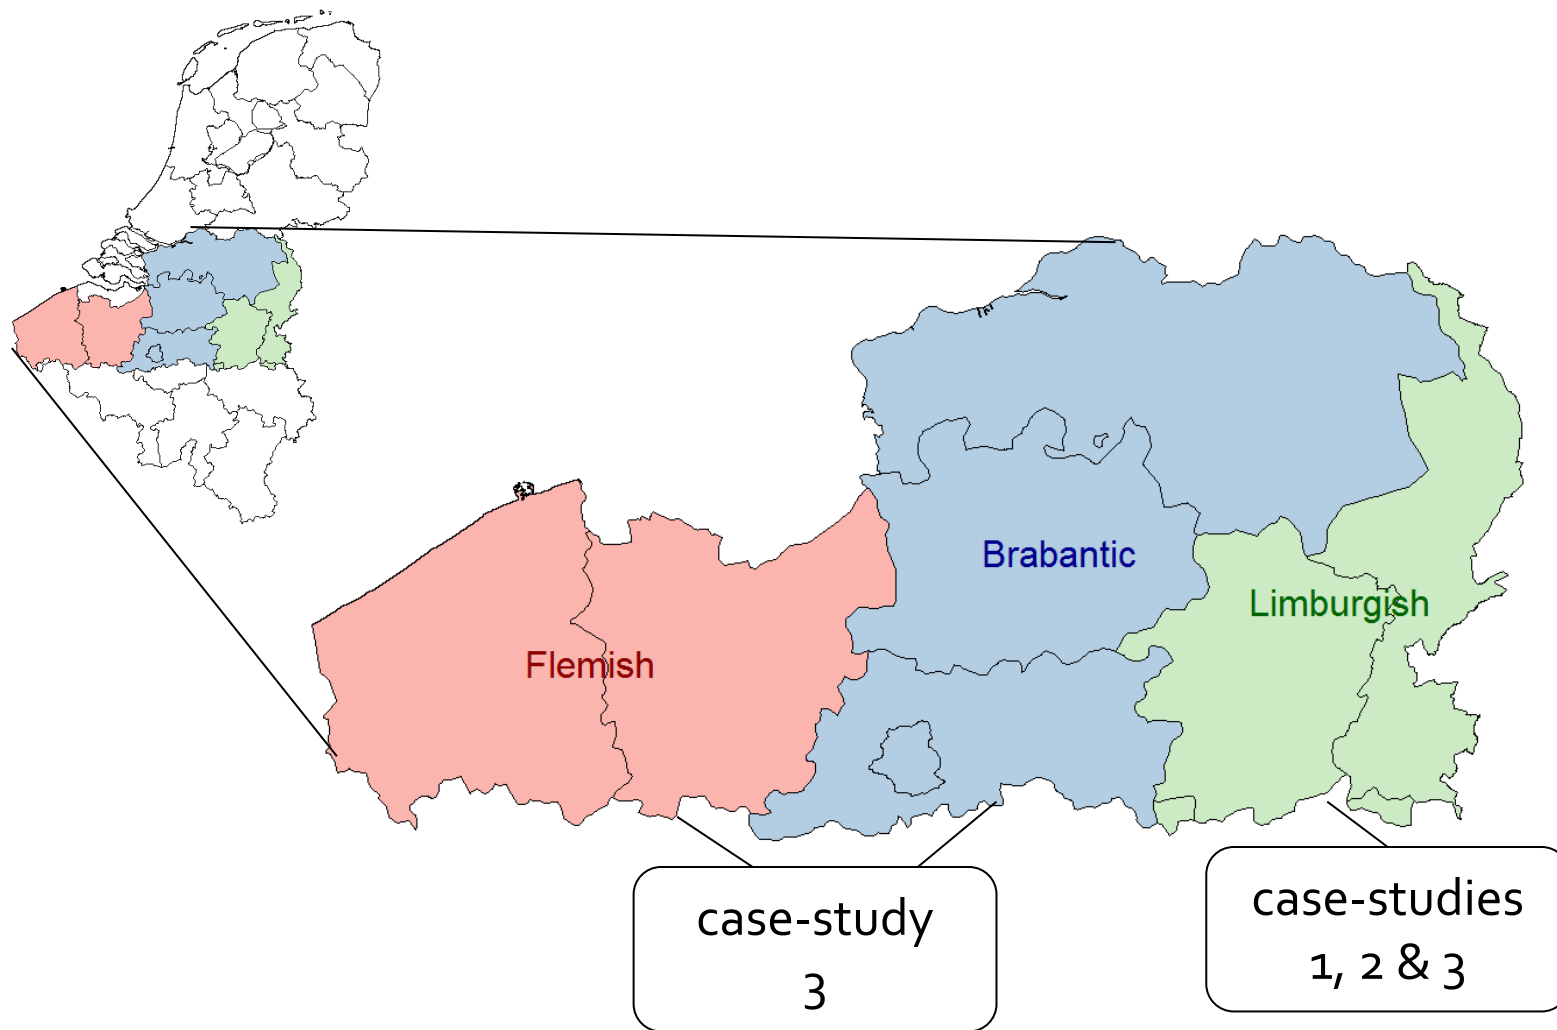 Brabantic
Limburgish
Flemish
case-study
3
case-studies
1, 2 & 3